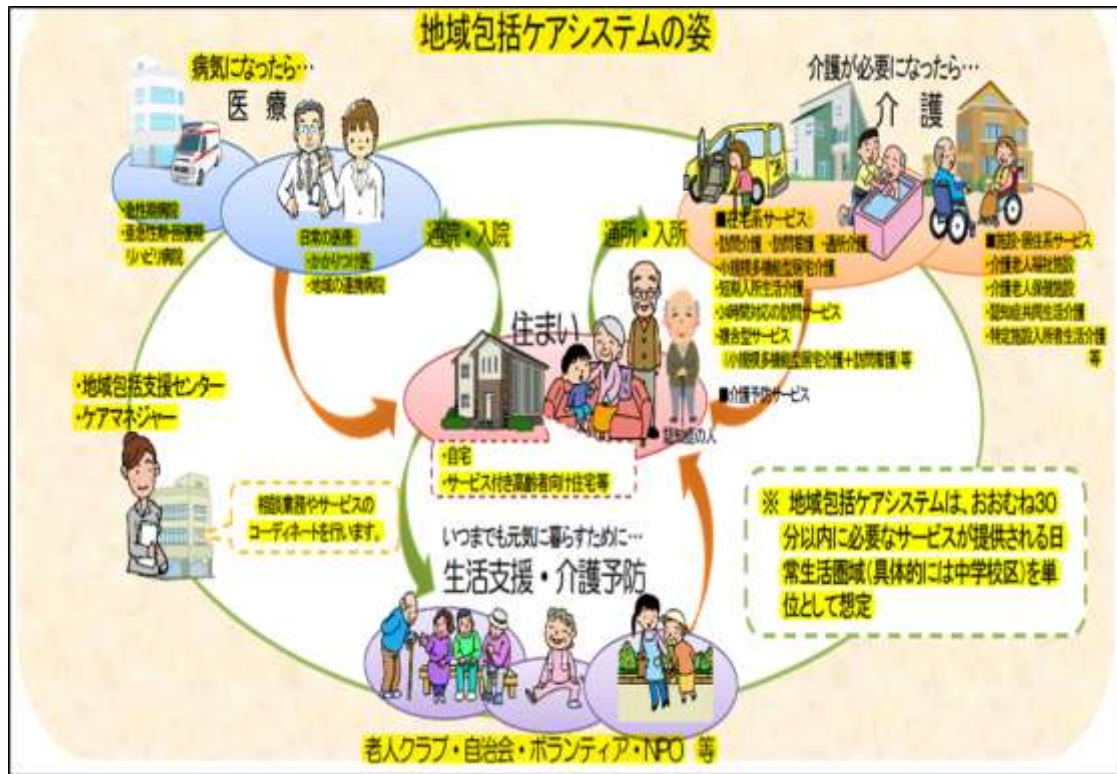 地域包括ケアシステムの姿
病気になったら…
医 療
介護が必要になったら…
介 護
・急性期病院
・亜急性期・回復期
リハビリ病院
日常の医療:
・かかりつけ医
・地域の連携病院
通院・入院
通所・入所
■在宅系サービス:
・訪問介護 ・訪問看護 ・通所介護
・小規模多機能型居宅介護
・短期入所生活介護
・24時間対応の訪問サービス
・複合型サービス
(小規模多機能型居宅介護+訪問看護)等
■介護予防サービス
■施設・居住系サービス
・介護老人福祉施設
・介護老人保健施設
・認知症共同生活介護
・特定施設入所者生活介護
等
住まい
認知症の人
・自宅
・サービス付き高齢者向け住宅等
・地域包括支援センター
・ケアマネジャー
相談業務やサービスの
コーディネートを行います。
いつまでも元気に暮らすために…
生活支援・介護予防
※ 地域包括ケアシステムは、おおむね30
分以内に必要なサービスが提供される日
常生活圏域(具体的には中学校区)を単
位として想定
老人クラブ・自治会・ボランティア・NPO 等